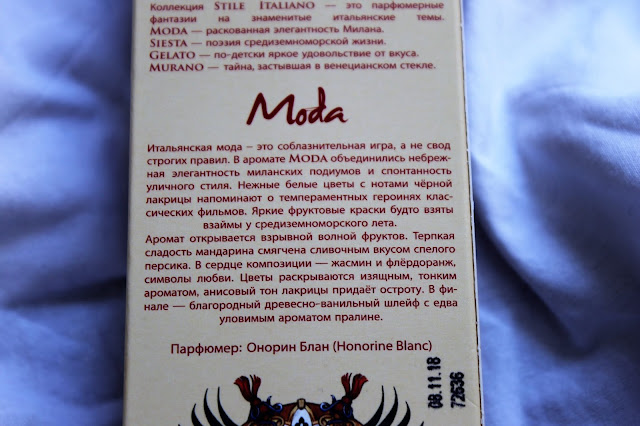 Коллекция STILE ITALIANO — это парфюмерные
фантазии на знаменитые итальянские темы.
MODA — раскованная элегантность Милана.
SIESTA — поэзия средиземноморской жизни.
GELATO — по-детски яркое удовольствие от вкуса.
MURANO — тайна, застывшая в венецианском стекле.
Moda
Итальянская мода – это соблазнительная игра, а не свод
строгих правил. В аромате MODA объединились небреж-
ная элегантность миланских подиумов и спонтанность
уличного стиля. Нежные белые цветы с нотами чёрной
лакрицы напоминают о темпераментных героинях клас-
сических фильмов. Яркие фруктовые краски будто взяты
взаймы у средиземноморского лета.
Аромат открывается взрывной волной фруктов. Терпкая
сладость мандарина смягчена сливочным вкусом спелого
персика. В сердце композиции — жасмин и флёрдоранж,
символы любви. Цветы раскрываются изящным, тонким
ароматом, анисовый тон лакрицы придаёт остроту. В фи-
нале — благородный древесно-ванильный шлейф с едва
уловимым ароматом пралине.
Парфюмер: Онорин Блан (Honorine Blanc)
08.11.18
72636